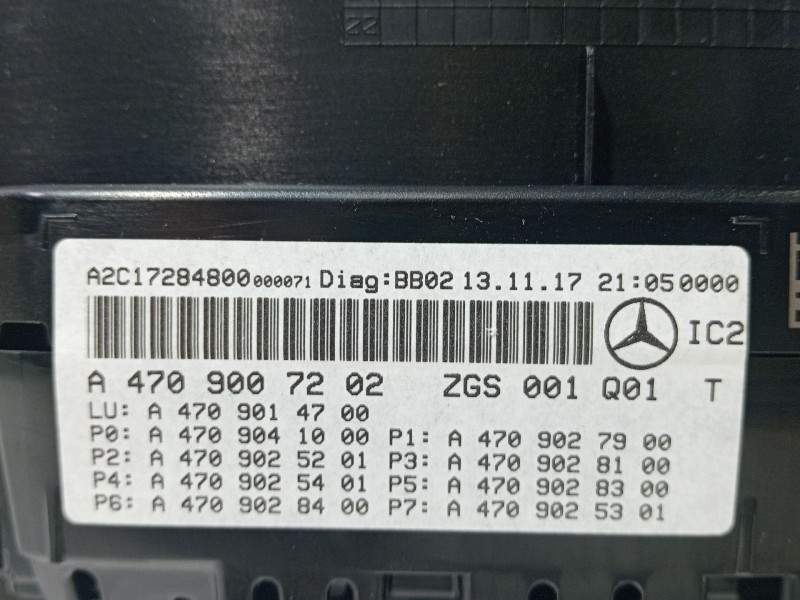 22
A2C17284800 000071 Diag:BB02 13.11.17 21:050000
IC2
A 470 900 72 02 ZGS 001 Q01 T
LU: A 470 901 47 00
P0: A 470 904 10 00 P1: A 470 902 79 00
P2: A 470 902 52 01 P3: A 470 902 81 00
P4: A 470 902 54 01 P5: A 470 902 83 00
P6: A 470 902 84 00 P7: A 470 902 53 01